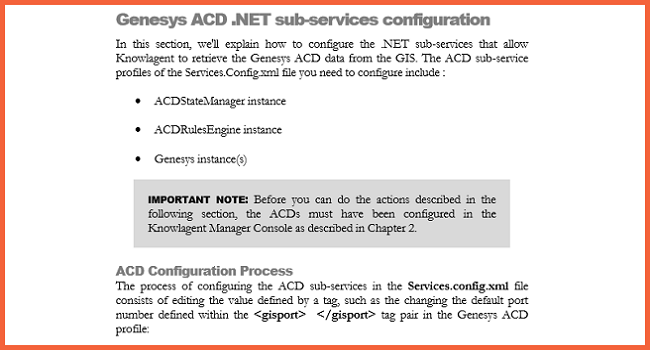 Genesys ACD .NET sub-services configuration
In this section, we'll explain how to configure the .NET sub-services that allow
Knowlagent to retrieve the Genesys ACD data from the GIS. The ACD sub-service
profiles of the Services.Config.xml file you need to configure include :
• ACDStateManager instance
• ACDRulesEngine instance
• Genesys instance(s)
IMPORTANT NOTE: Before you can do the actions described in the
following section, the ACDs must have been configured in the
Knowlagent Manager Console as described in Chapter 2.
ACD Configuration Process
The process of configuring the ACD sub-services in the Services.config.xml file
consists of editing the value defined by a tag, such as the changing the default port
number defined within the <gisport> </gisport> tag pair in the Genesys ACD
profile: